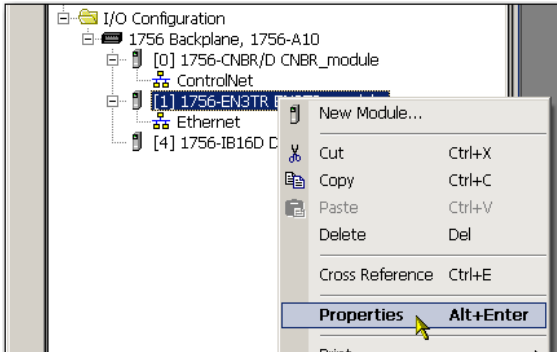 I/O Configuration
1756 Backplane, 1756-A10
[0] 1756-CNBR/D CNBR_module
ControlNet
[1] 1756-EN3TR
Ethernet
[4] 1756-IB16D D
New Module...
Cut Ctrl+X
Copy Ctrl+C
Paste Ctrl+V
Delete Del
Cross Reference Ctrl+E
Properties Alt+Enter
Print